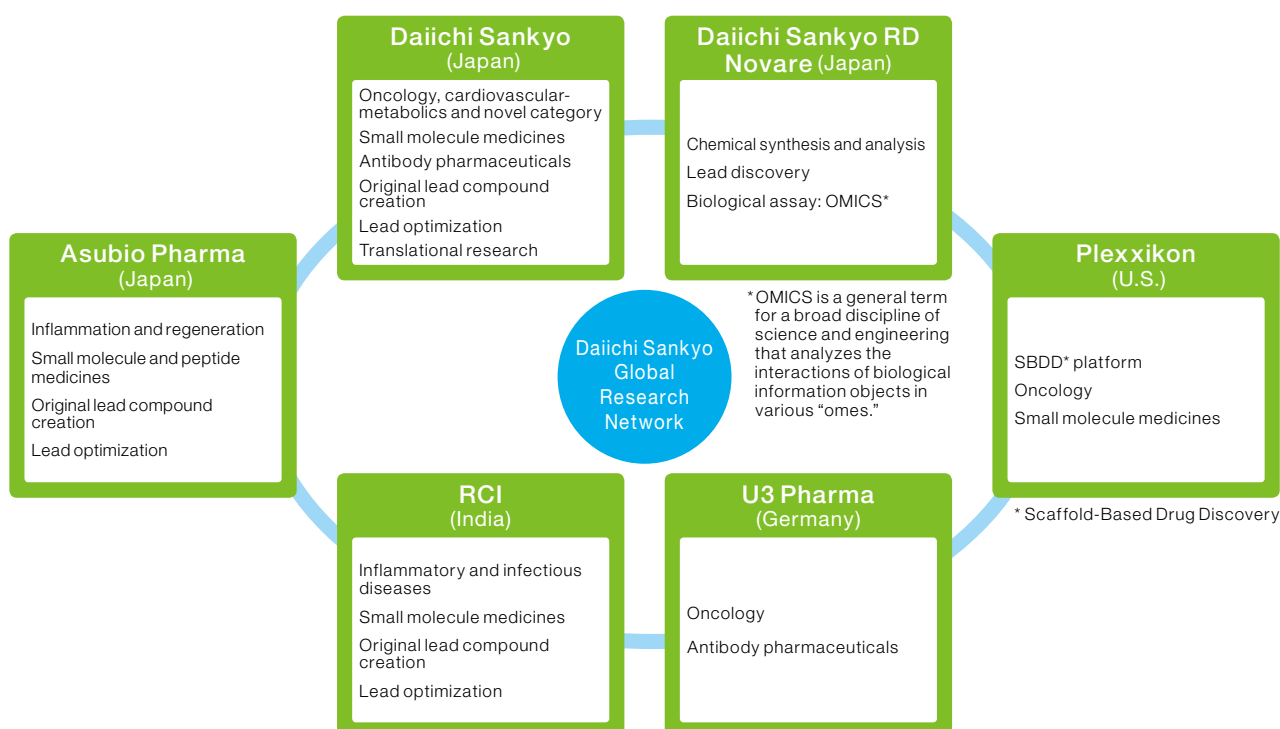 Daiichi Sankyo
(Japan)
Oncology, cardiovascular-
metabolics and novel category
Small molecule medicines
Antibody pharmaceuticals
Original lead compound
creation
Lead optimization
Translational research
Daiichi Sankyo RD
Novare (Japan)
Chemical synthesis and analysis
Lead discovery
Biological assay: OMICS*
Asubio Pharma
(Japan)
Inflammation and regeneration
Small molecule and peptide
medicines
Original lead compound
creation
Lead optimization
Daiichi Sankyo
Global
Research
Network
* OMICS is a general term
for a broad discipline of
science and engineering
that analyzes the
interactions of biological
information objects in
various “omes.”
Plexxikon
(U.S.)
SBDD* platform
Oncology
Small molecule medicines
* Scaffold-Based Drug Discovery
RCI
(India)
Inflammatory and infectious
diseases
Small molecule medicines
Original lead compound
creation
Lead optimization
U3 Pharma
(Germany)
Oncology
Antibody pharmaceuticals